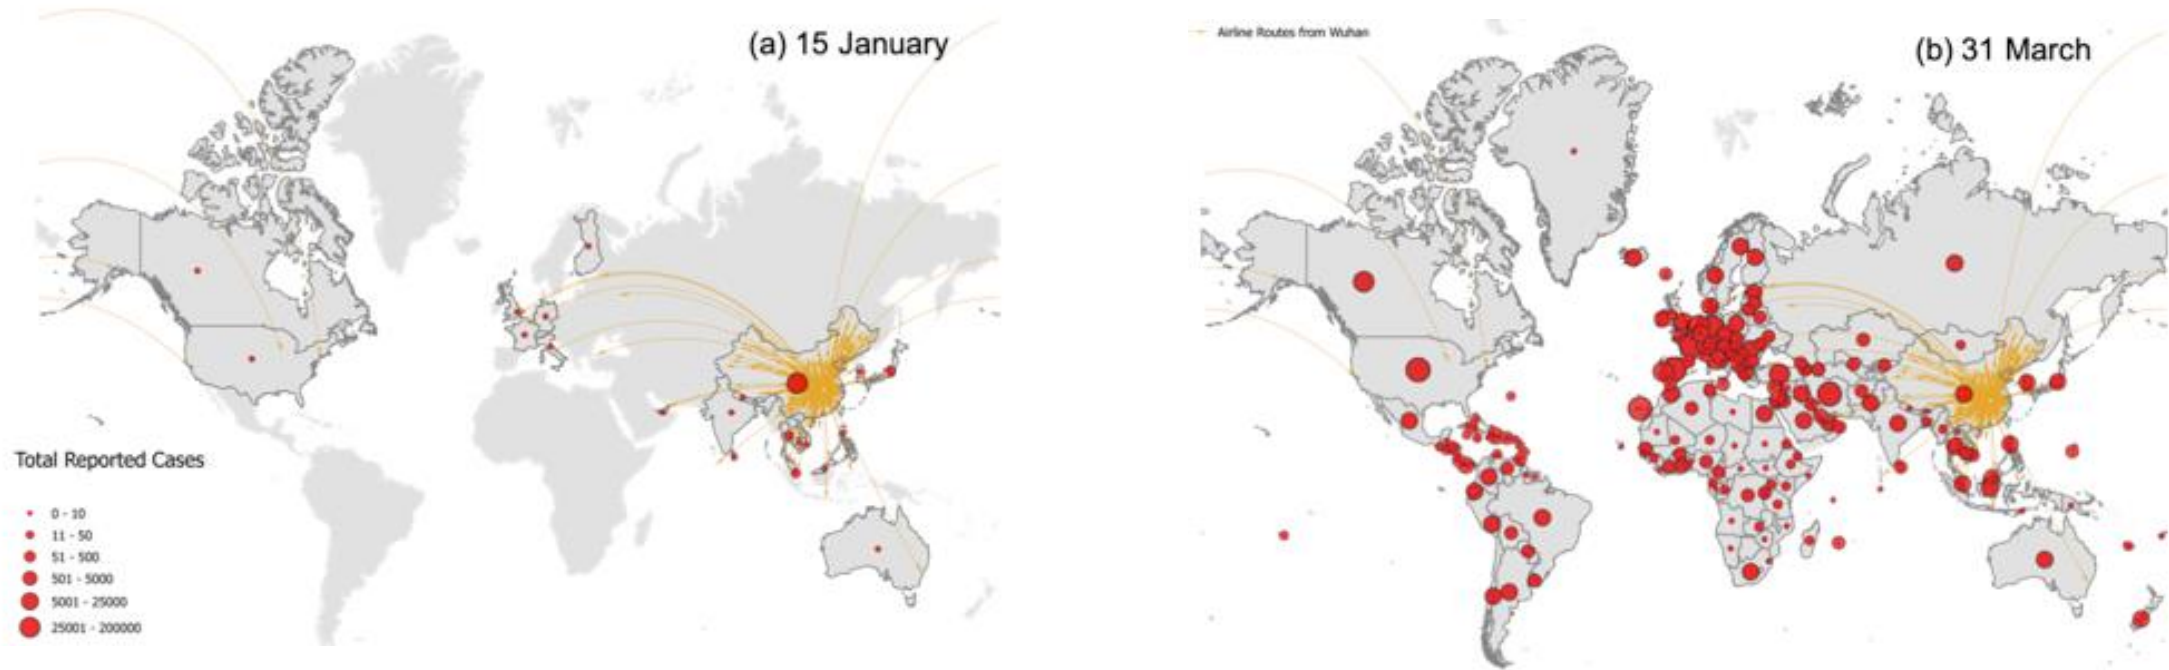 (a) 15 January
Total Reported Cases
0 - 10
11 - 50
51 - 500
501 - 5000
5001 - 25000
25001 - 200000
Airline Routes from Wuhan
(b) 31 March